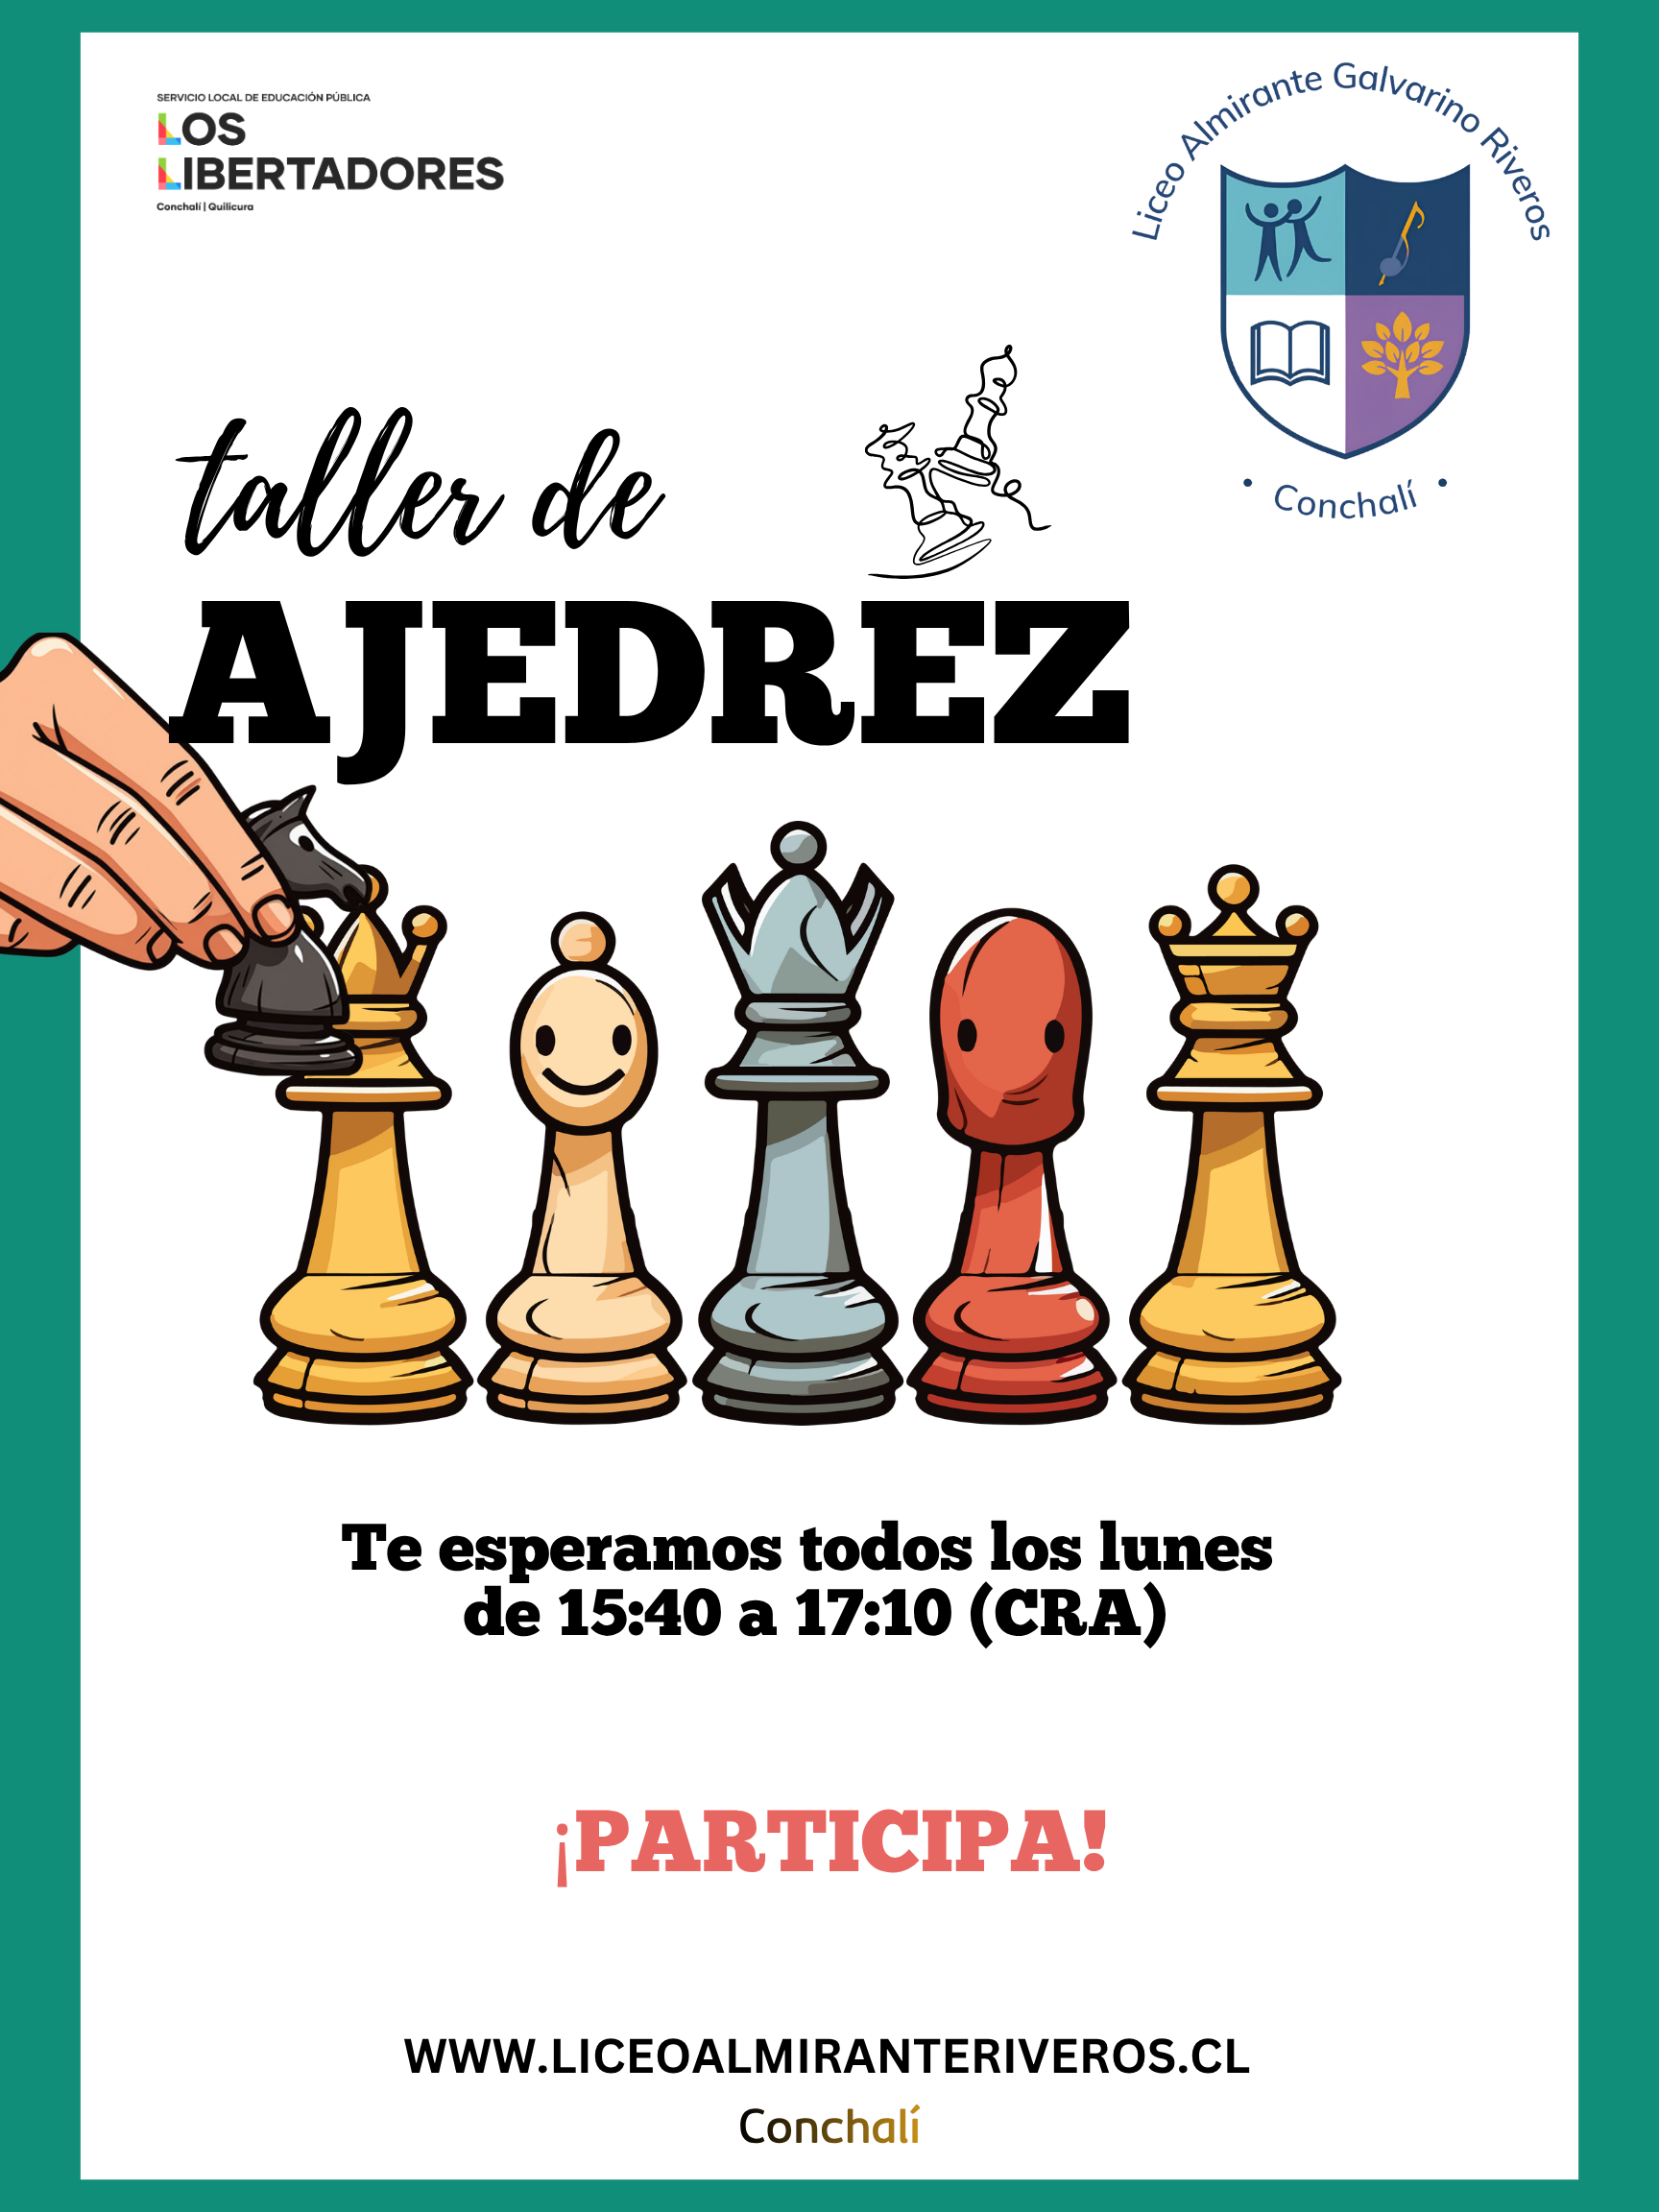 SERVICIO LOCAL DE EDUCACIÓN PÚBLICA
LOS
LIBERTADORES
Conchalí | Quilicura
Liceo Almirante Galvarino Riveros
• Conchalí •
taller de
AJEDREZ
Te esperamos todos los lunes
de 15:40 a 17:10 (CRA)
¡PARTICIPA!
WWW.LICEOALMIRANTERIVEROS.CL
Conchalí